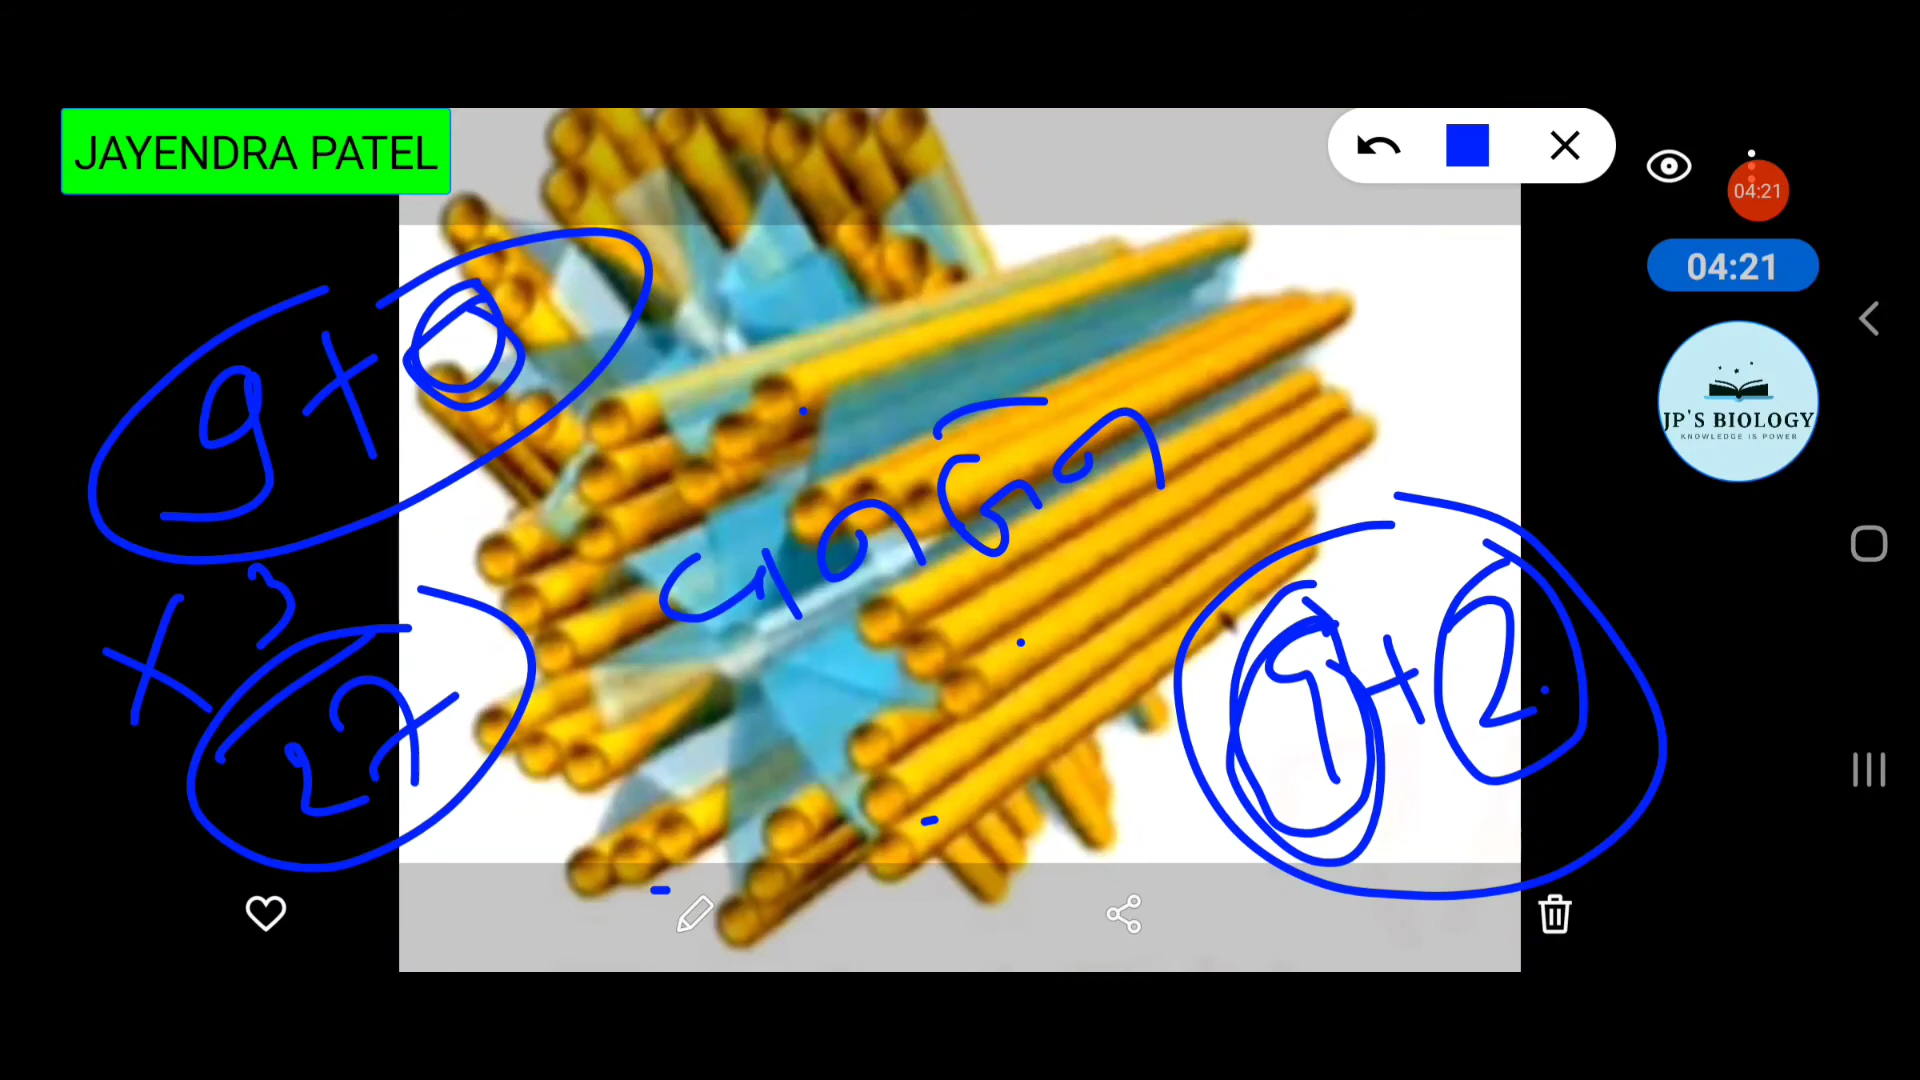 JAYENDRA PATEL
04:21
04:21
JP'S BIOLOGY
KNOWLEDGE IS POWER
9+0
×3
27
9+2